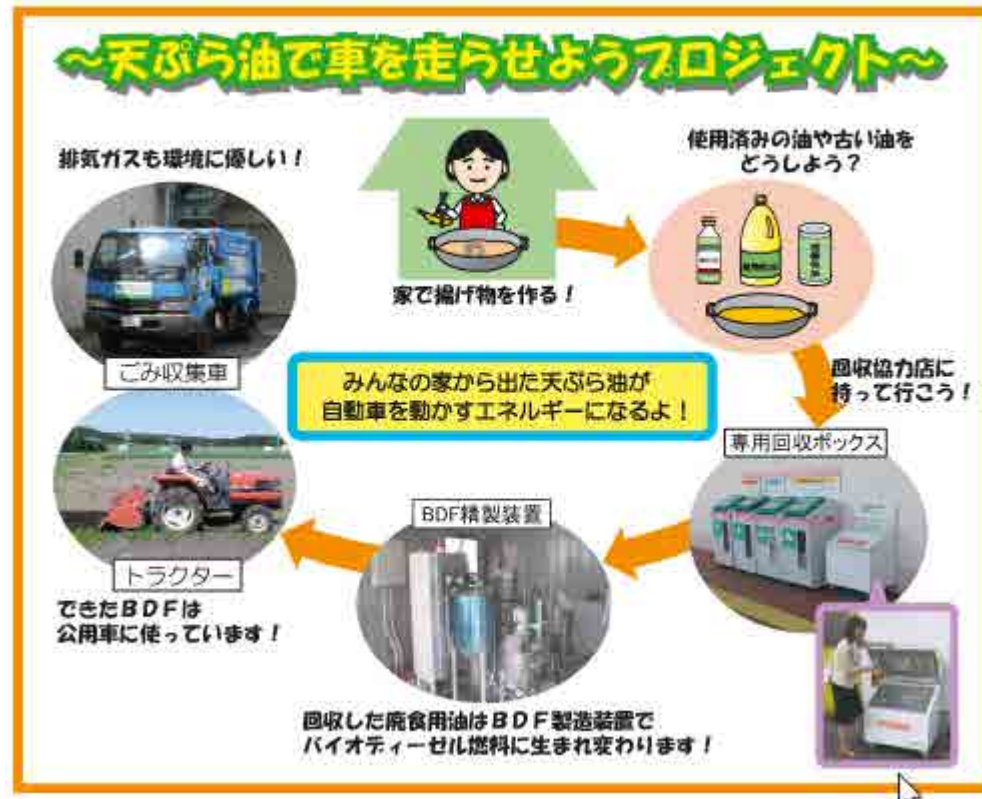 ～天ぷら油で車を走らせようプロジェクト～
排気ガスも環境に優しい！
ごみ収集車
家で揚げ物を作る！
使用済みの油や古い油を
どうしよう？
回収協力店に
持って行こう！
みんなの家から出た天ぷら油が
自動車を動かすエネルギーになるよ！
専用回収ボックス
BDF精製装置
トラクター
できたBDFは
公用車に使っています！
回収した廃食用油はBDF製造装置で
バイオディーゼル燃料に生まれ変わります！